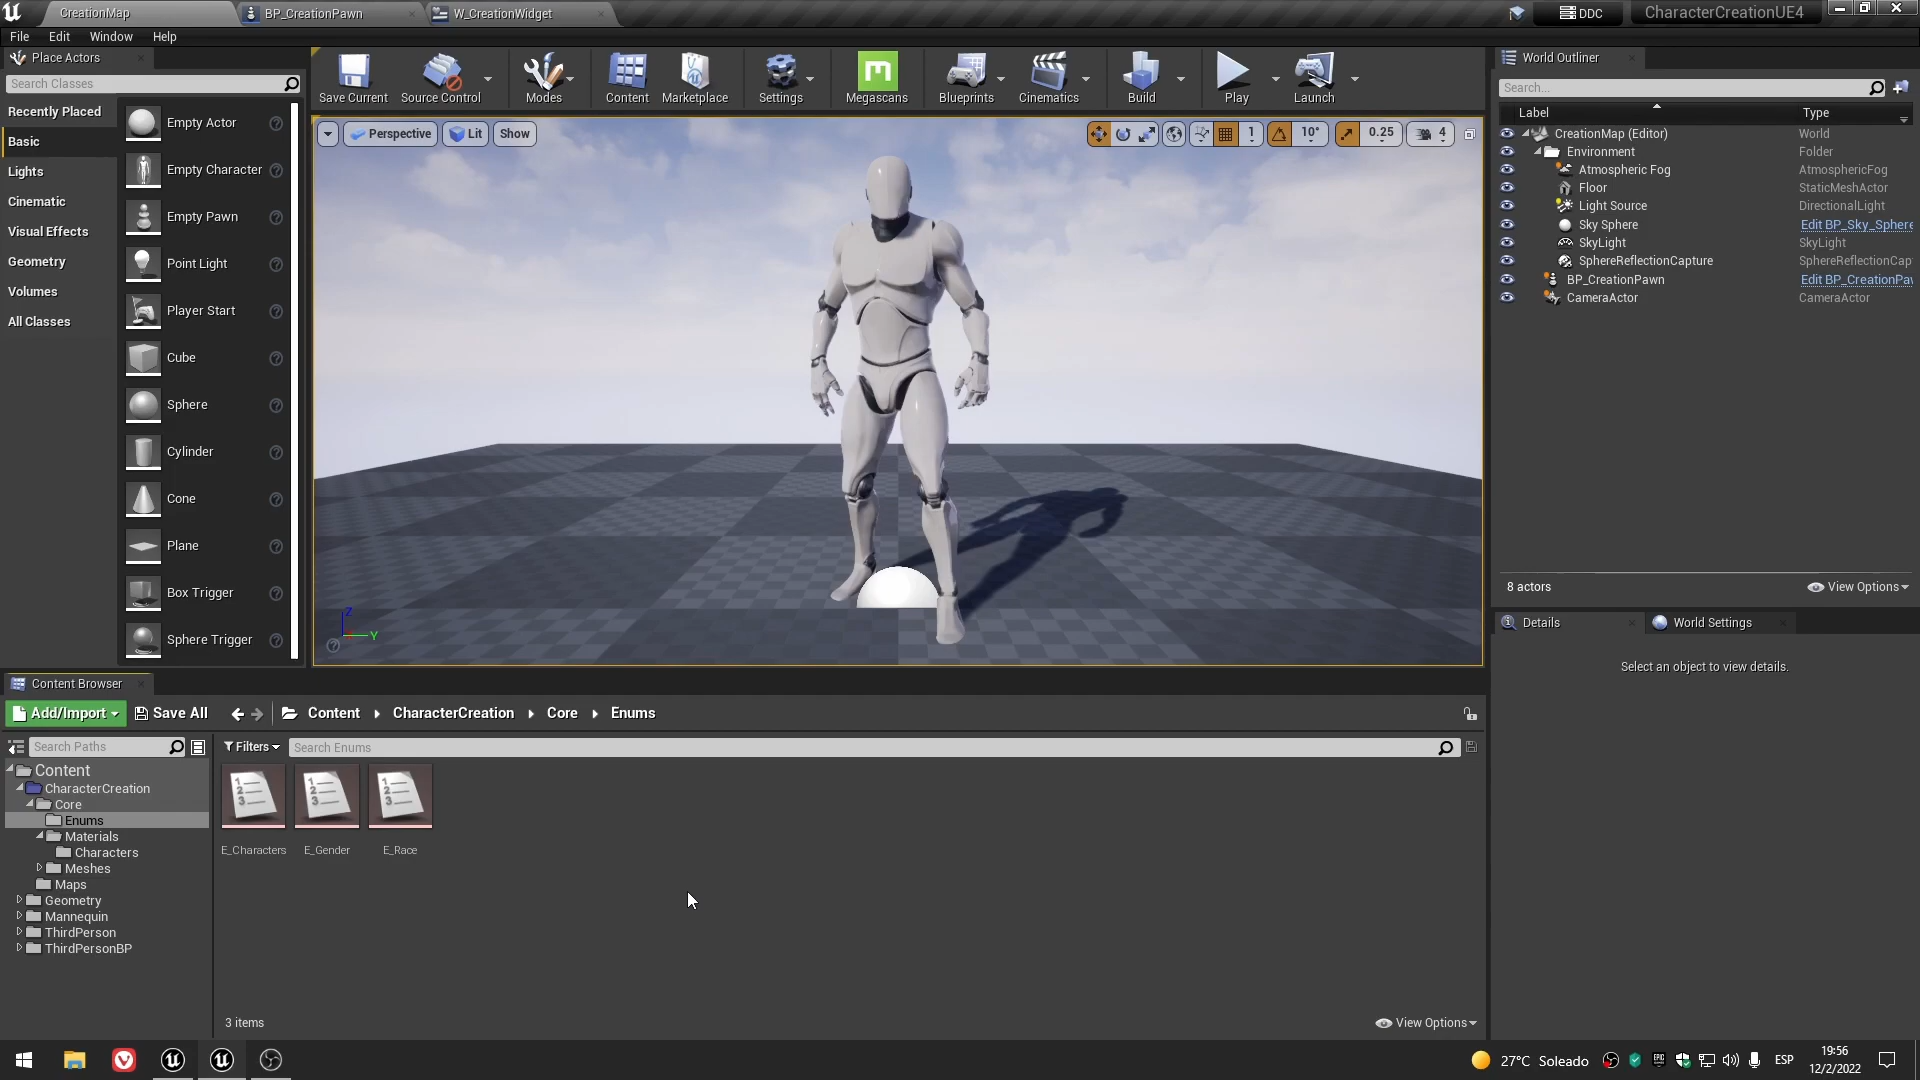 CreationMap
BP_CreationPawn
W_CreationWidget
DDC
CharacterCreationUE4
File
Edit
Window
Help
Place Actors
Search Classes
Recently Placed
Basic
Lights
Cinematic
Visual Effects
Geometry
Volumes
All Classes
Empty Actor
Empty Character
Empty Pawn
Point Light
Player Start
Cube
Sphere
Cylinder
Cone
Plane
Box Trigger
Sphere Trigger
Save Current
Source Control
Modes
Content
Marketplace
Settings
Megascans
Blueprints
Cinematics
Build
Play
Launch
Perspective
Lit
Show
1
10°
0.25
4
Z
Y
World Outliner
Search...
Label
Type
CreationMap (Editor)
World
Environment
Folder
Atmospheric Fog
AtmosphericFog
Floor
StaticMeshActor
Light Source
DirectionalLight
Sky Sphere
Edit BP_Sky_Sphere
SkyLight
SkyLight
SphereReflectionCapture
SphereReflectionCap
BP_CreationPawn
Edit BP_CreationPaw
CameraActor
CameraActor
8 actors
View Options
Details
World Settings
Select an object to view details.
Content Browser
Add/Import
Save All
Content
CharacterCreation
Core
Enums
Search Paths
Filters
Search Enums
Content
CharacterCreation
Core
Enums
Materials
Characters
Meshes
Maps
Geometry
Mannequin
ThirdPerson
ThirdPersonBP
E_Characters
E_Gender
E_Race
3 items
View Options
27°C Soleado
ESP
19:56
12/2/2022